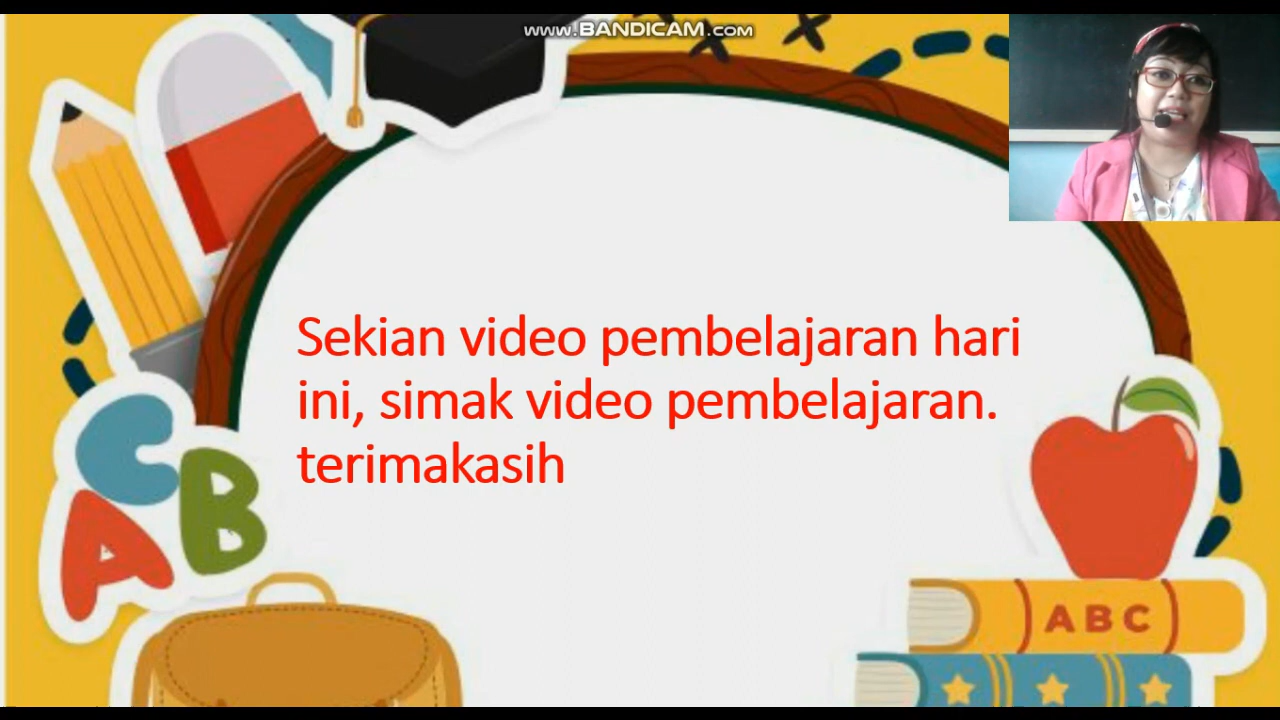 www.BANDICAM.com
Sekian video pembelajaran hari
ini, simak video pembelajaran.
terimakasih
C
A B
ABC